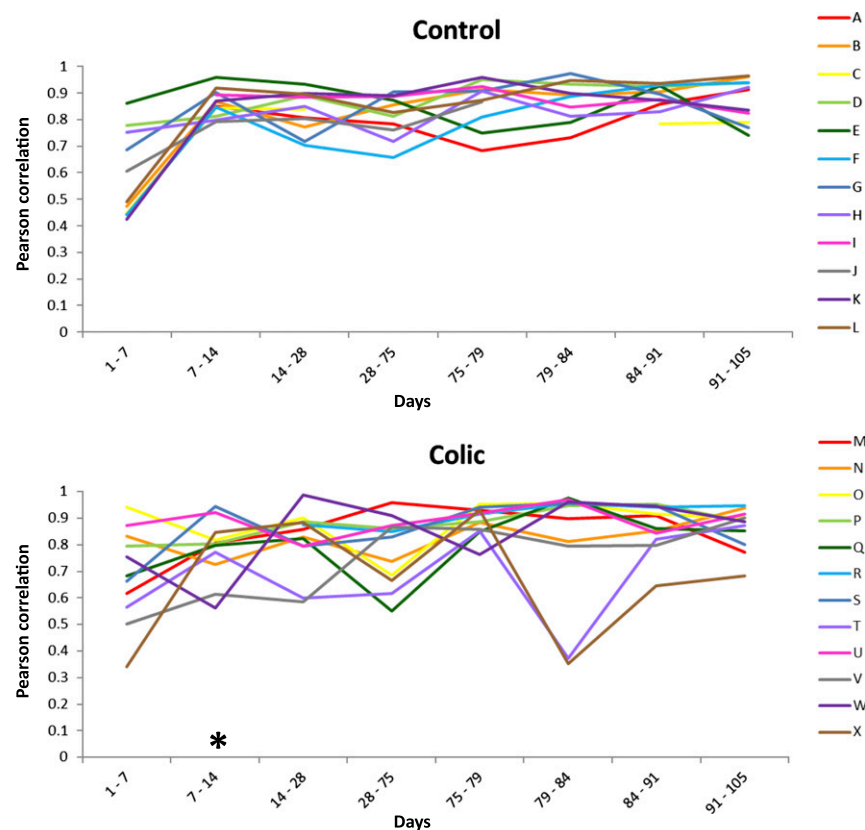 Control
Pearson correlation
1
0.9
0.8
0.7
0.6
0.5
0.4
0.3
0.2
0.1
0
1 - 7
7 - 14
14 - 28
28 - 75
75 - 79
79 - 84
84 - 91
91 - 105
Days
A
B
C
D
E
F
G
H
I
J
K
L
Colic
Pearson correlation
1
0.9
0.8
0.7
0.6
0.5
0.4
0.3
0.2
0.1
0
*
1 - 7
7 - 14
14 - 28
28 - 75
75 - 79
79 - 84
84 - 91
91 - 105
Days
M
N
O
P
Q
R
S
T
U
V
W
X